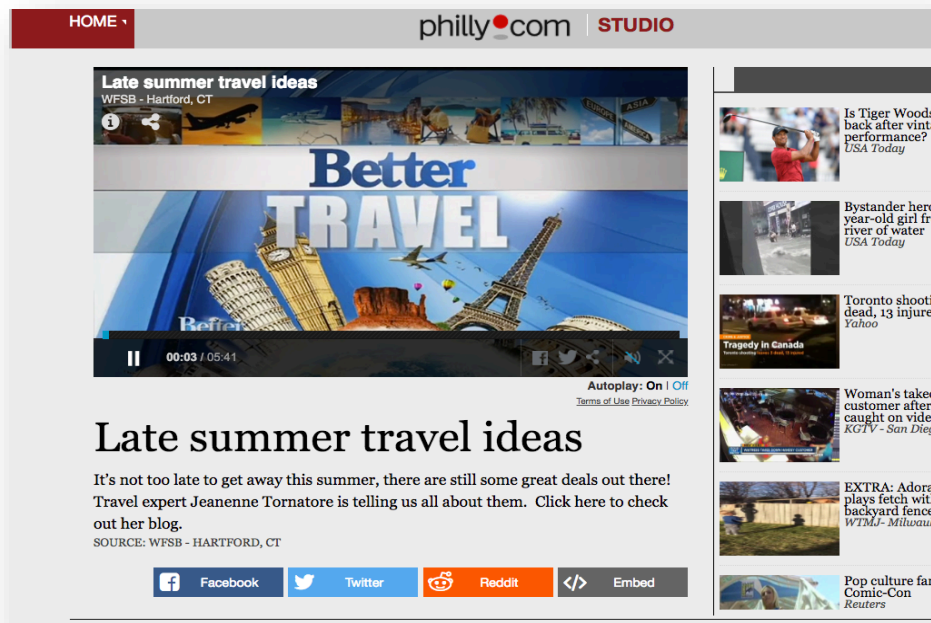 HOME
philly.com STUDIO
Late summer travel ideas
WFSB - Hartford, CT
EUROPE ASIA
AMERICA
Better
TRAVEL
Better
00:03 / 05:41
Autoplay: On | Off
Terms of Use Privacy Policy
Late summer travel ideas
It's not too late to get away this summer, there are still some great deals out there!
Travel expert Jeanenne Tornatore is telling us all about them. Click here to check
out her blog.
SOURCE: WFSB - HARTFORD, CT
Facebook Twitter Reddit Embed
Is Tiger Woods
back after vint
performance?
USA Today
Bystander hero
year-old girl fr
river of water
USA Today
Toronto shooti
dead, 13 injure
Yahoo
Tragedy in Canada
Woman's take
customer after
caught on vide
KGTV - San Dieg
EXTRA: Adora
plays fetch wit
backyard fence
WTMJ- Milwau
Pop culture fa
Comic-Con
Reuters